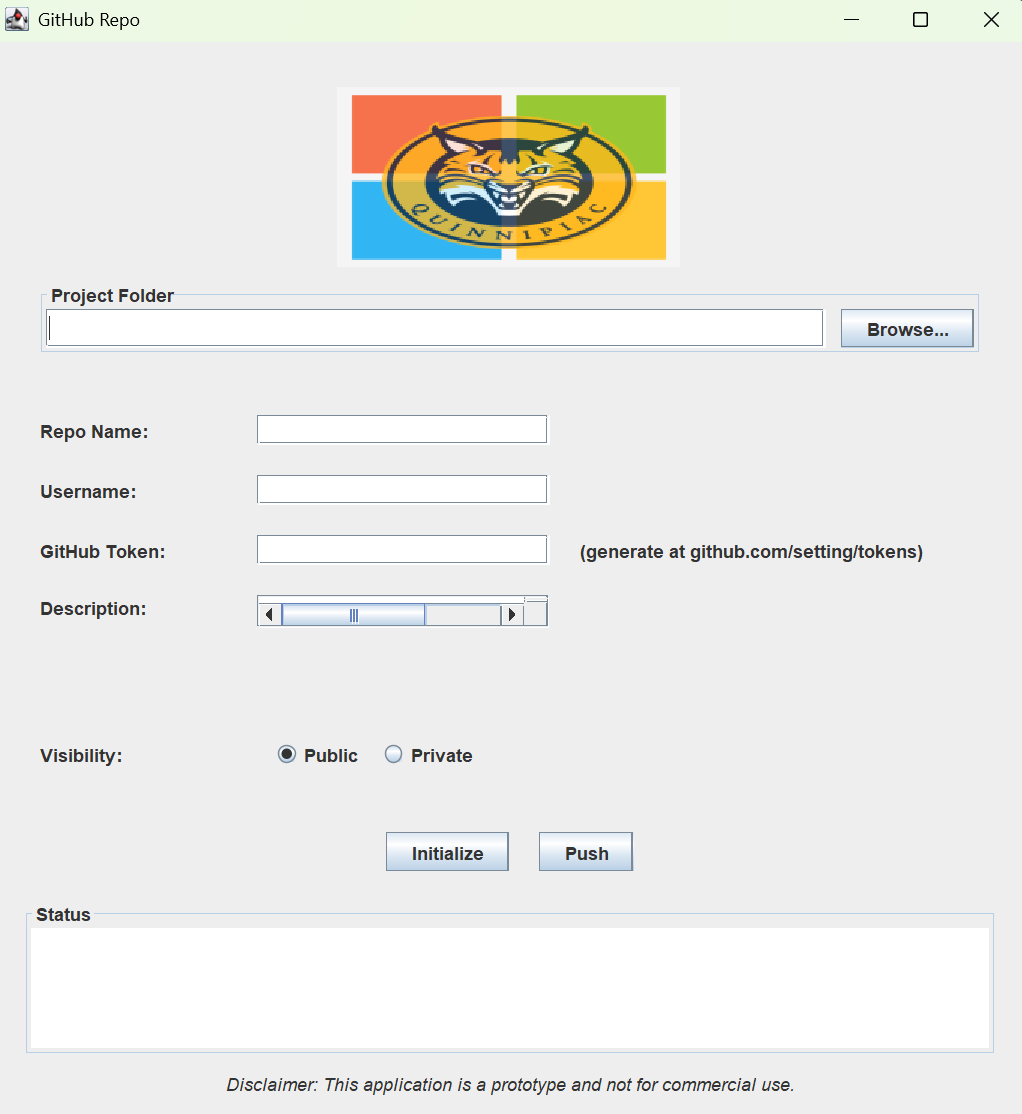 GitHub Repo
QUINNIPIAC
Project Folder
Browse...
Repo Name:
Username:
GitHub Token:
(generate at github.com/setting/tokens)
Description:
Visibility:
Public
Private
Initialize
Push
Status
Disclaimer: This application is a prototype and not for commercial use.